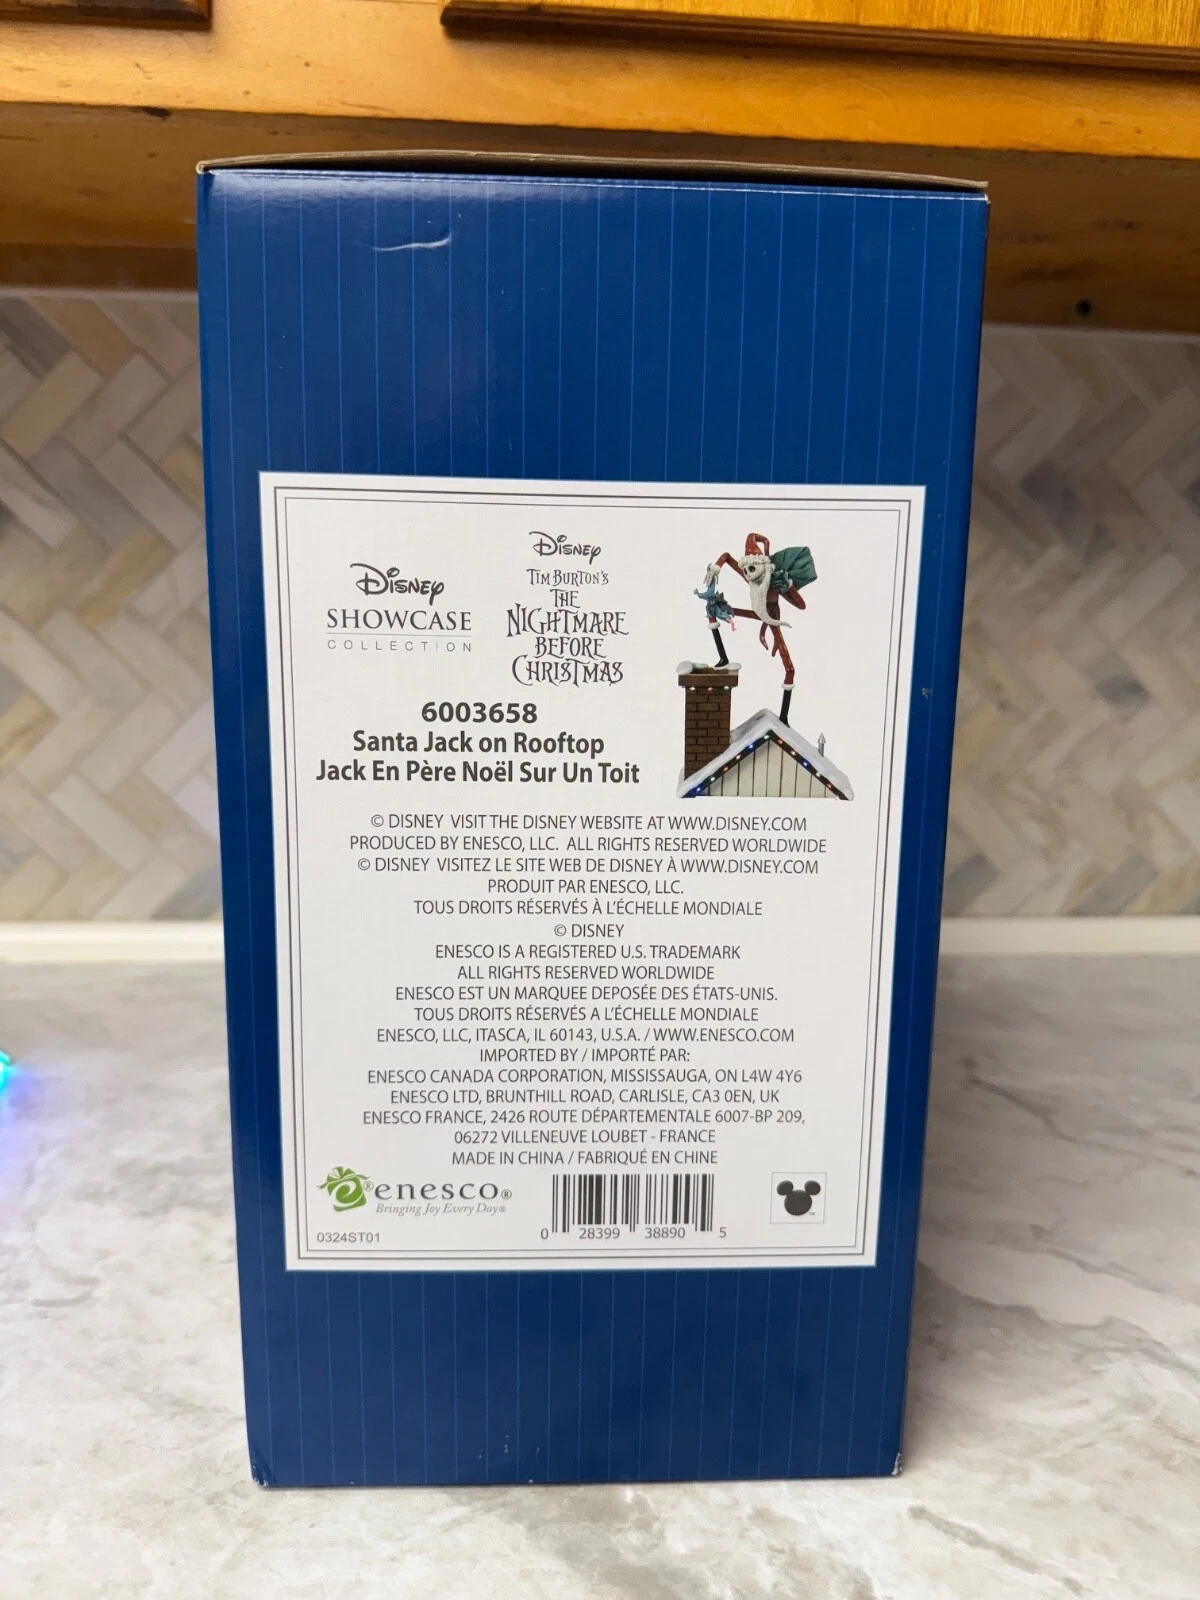 Disney
SHOWCASE
COLLECTION
Disney
TIM BURTON'S
THE
NIGHTMARE
BEFORE
CHRISTMAS
6003658
Santa Jack on Rooftop
Jack En Père Noël Sur Un Toit
© DISNEY VISIT THE DISNEY WEBSITE AT WWW.DISNEY.COM
PRODUCED BY ENESCO, LLC. ALL RIGHTS RESERVED WORLDWIDE
© DISNEY VISITEZ LE SITE WEB DE DISNEY À WWW.DISNEY.COM
PRODUIT PAR ENESCO, LLC.
TOUS DROITS RÉSERVÉS À L'ÉCHELLE MONDIALE
© DISNEY
ENESCO IS A REGISTERED U.S. TRADEMARK
ALL RIGHTS RESERVED WORLDWIDE
ENESCO EST UN MARQUEE DEPOSÉE DES ÉTATS-UNIS.
TOUS DROITS RÉSERVÉS A L'ÉCHELLE MONDIALE
ENESCO, LLC, ITASCA, IL 60143, U.S.A. / WWW.ENESCO.COM
IMPORTED BY / IMPORTÉ PAR:
ENESCO CANADA CORPORATION, MISSISSAUGA, ON L4W 4Y6
ENESCO LTD, BRUNTHILL ROAD, CARLISLE, CA3 0EN, UK
ENESCO FRANCE, 2426 ROUTE DÉPARTEMENTALE 6007-BP 209,
06272 VILLENEUVE LOUBET - FRANCE
MADE IN CHINA / FABRIQUÉ EN CHINE
e® enesco®
Bringing Joy Every Day®
0324ST01
0 28399 38890 5
™